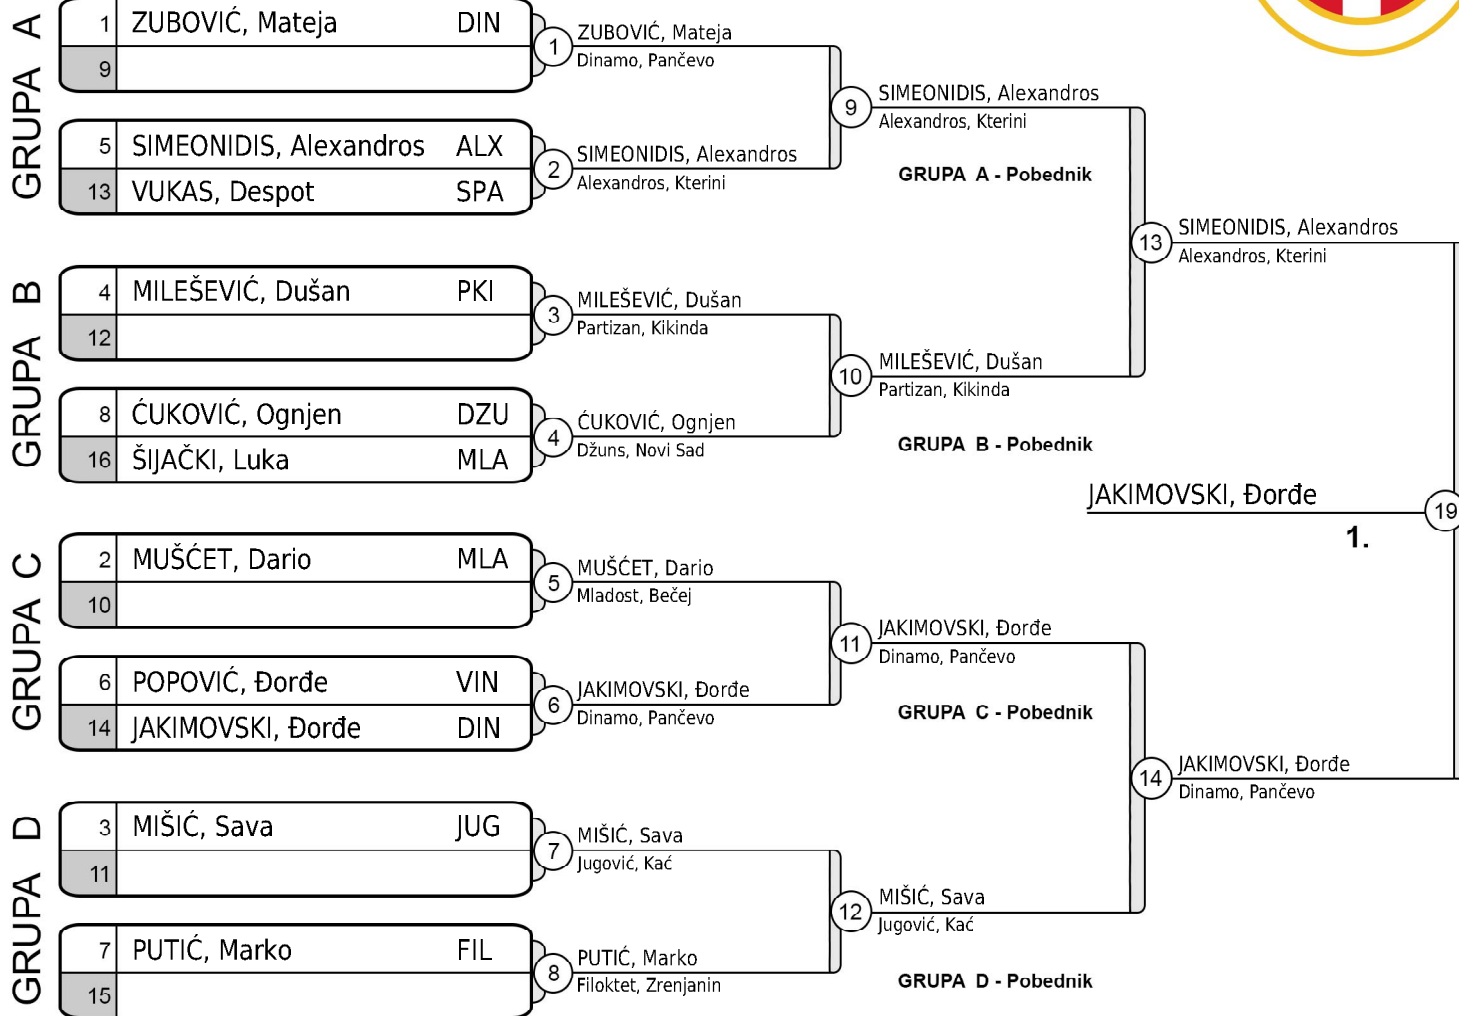 GRUPA A
1 ZUBOVIĆ, Mateja DIN
9
5 SIMEONIDIS, Alexandros ALX
13 VUKAS, Despot SPA
GRUPA B
4 MILEŠEVIĆ, Dušan PKI
12
8 ĆUKOVIĆ, Ognjen DZU
16 ŠIJAČKI, Luka MLA
GRUPA C
2 MUŠĆET, Dario MLA
10
6 POPOVIĆ, Đorđe VIN
14 JAKIMOVSKI, Đorđe DIN
GRUPA D
3 MIŠIĆ, Sava JUG
11
7 PUTIĆ, Marko FIL
15
1 ZUBOVIĆ, Mateja
Dinamo, Pančevo
2 SIMEONIDIS, Alexandros
Alexandros, Kterini
3 MILEŠEVIĆ, Dušan
Partizan, Kikinda
4 ĆUKOVIĆ, Ognjen
Džuns, Novi Sad
5 MUŠĆET, Dario
Mladost, Bečej
6 JAKIMOVSKI, Đorđe
Dinamo, Pančevo
7 MIŠIĆ, Sava
Jugović, Kać
8 PUTIĆ, Marko
Filoktet, Zrenjanin
9 SIMEONIDIS, Alexandros
Alexandros, Kterini
GRUPA A - Pobednik
10 MILEŠEVIĆ, Dušan
Partizan, Kikinda
GRUPA B - Pobednik
11 JAKIMOVSKI, Đorđe
Dinamo, Pančevo
GRUPA C - Pobednik
12 MIŠIĆ, Sava
Jugović, Kać
GRUPA D - Pobednik
13 SIMEONIDIS, Alexandros
Alexandros, Kterini
14 JAKIMOVSKI, Đorđe
Dinamo, Pančevo
JAKIMOVSKI, Đorđe 19
1.